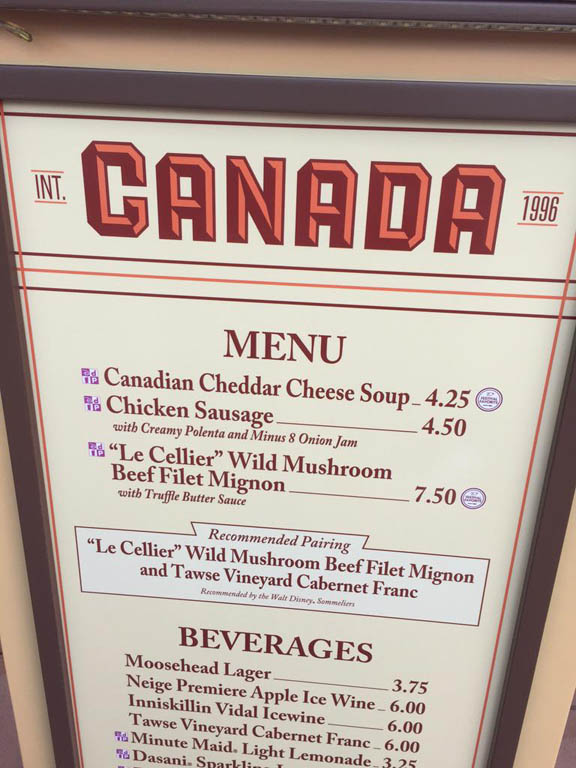 INT. CANADA 1996
MENU
Canadian Cheddar Cheese Soup 4.25
Chicken Sausage 4.50
with Creamy Polenta and Minus 8 Onion Jam
“Le Cellier” Wild Mushroom
Beef Filet Mignon 7.50
with Truffle Butter Sauce
Recommended Pairing
“Le Cellier” Wild Mushroom Beef Filet Mignon
and Tawse Vineyard Cabernet Franc
Recommended by the Walt Disney® Sommeliers
BEVERAGES
Moosehead Lager 3.75
Neige Premiere Apple Ice Wine 6.00
Inniskillin Vidal Icewine 6.00
Tawse Vineyard Cabernet Franc 6.00
Minute Maid® Light Lemonade 3.25
Dasani® Sparkling